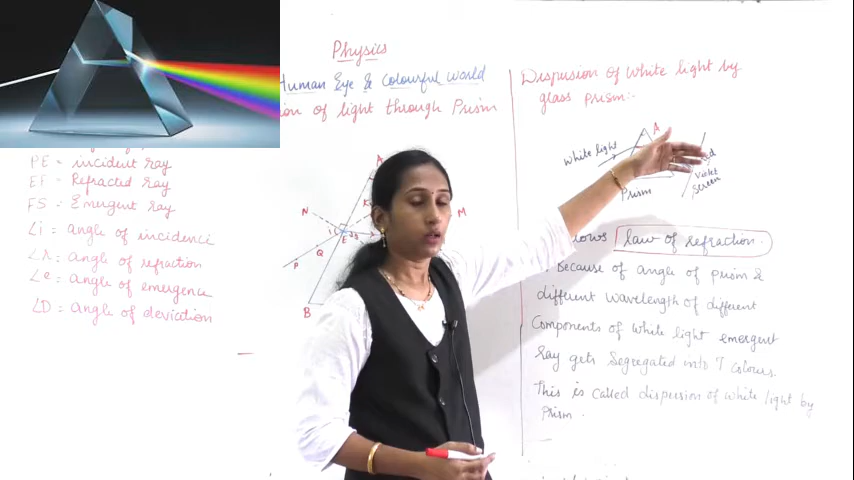 Physics
Human Eye & Colourful world
ion of light through Prism
PE = incident ray
EF = Refracted ray
FS = Emergent ray
∠i = angle of incidence
∠r = angle of refraction
∠e = angle of emergence
∠D = angle of deviation
A
K
N
M
i
E
Q
P
B
Dispersion of white light by
glass prism:-
A
white light
Prism
Violet
Screen
law of refraction.
Because of angle of prism &
different wavelength of different
Components of white light emergent
ray gets Segregated into 7 colours.
This is called dispersion of white light by
Prism.